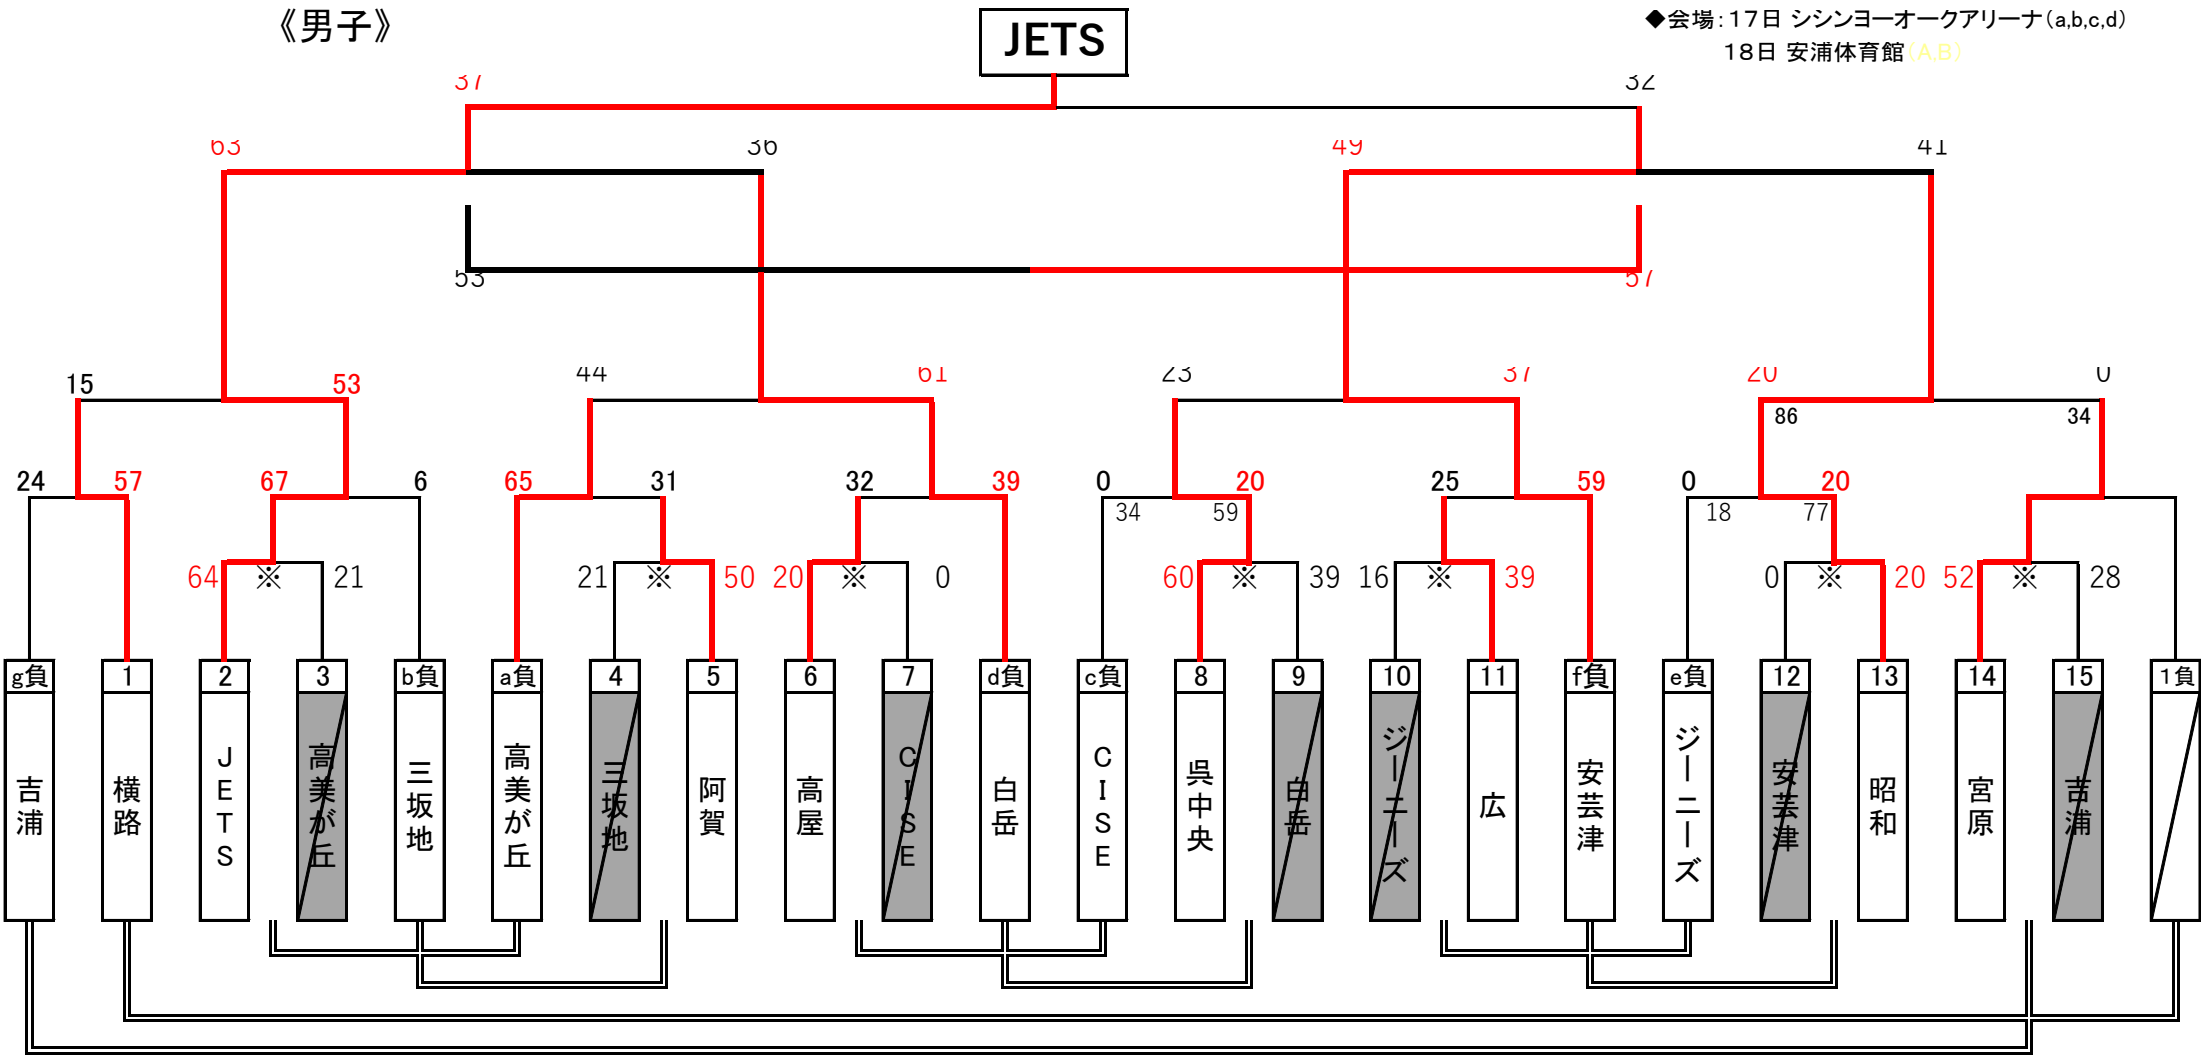 《男子》
JETS
◆会場：17日 シシンヨーオークアリーナ（a,b,c,d）
18日 安浦体育館（A,B）
37 32
63 36 49 41
53 57
15 53 44 61 23 37 20 0
86 34
24 57 67 6 65 31 32 39 0 20 25 59 0 20
34 59 18 77
64 ※ 21 21 ※ 50 20 ※ 0 60 ※ 39 16 ※ 39 0 ※ 20 52 ※ 28
g負 1 2 3 b負 a負 4 5 6 7 d負 c負 8 9 10 11 f負 e負 12 13 14 15 1負
吉浦
横路
JETS
高美が丘
三坂地
高美が丘
三坂地
阿賀
高屋
CISE
白岳
CISE
呉中央
白岳
ジーニーズ
広
安芸津
ジーニーズ
安芸津
昭和
宮原
吉浦